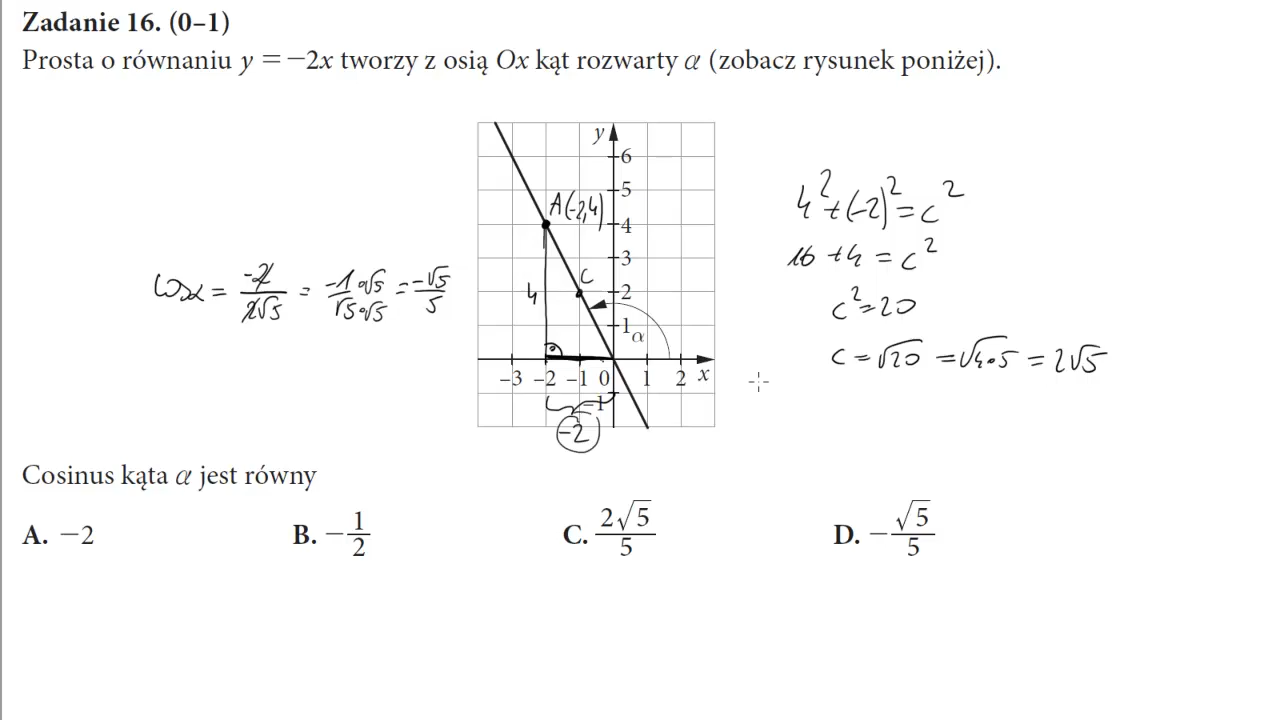 Zadanie 16. (0–1)
Prosta o równaniu y = −2x tworzy z osią Ox kąt rozwarty α (zobacz rysunek poniżej).
y
6
5
4
3
2
1
A(-2,4)
C
4
α
−3 −2 −1 0 1 2 x
−1
-2
cosα = -2/2√5 = -1·√5/√5·√5 = -√5/5
4² + (-2)² = c²
16 + 4 = c²
c² = 20
c = √20 = √4·5 = 2√5
Cosinus kąta α jest równy
A. −2 B. −1/2 C. 2√5/5 D. −√5/5